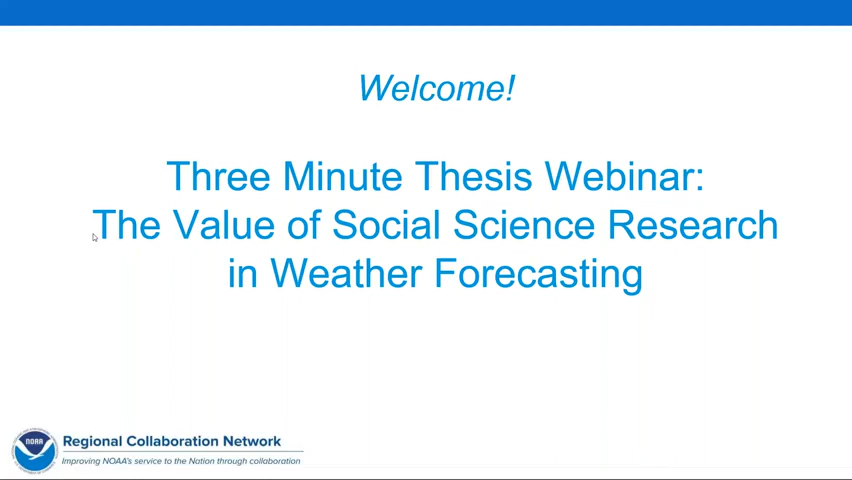 Welcome!
Three Minute Thesis Webinar:
The Value of Social Science Research
in Weather Forecasting
NOAA
Regional Collaboration Network
Improving NOAA's service to the Nation through collaboration